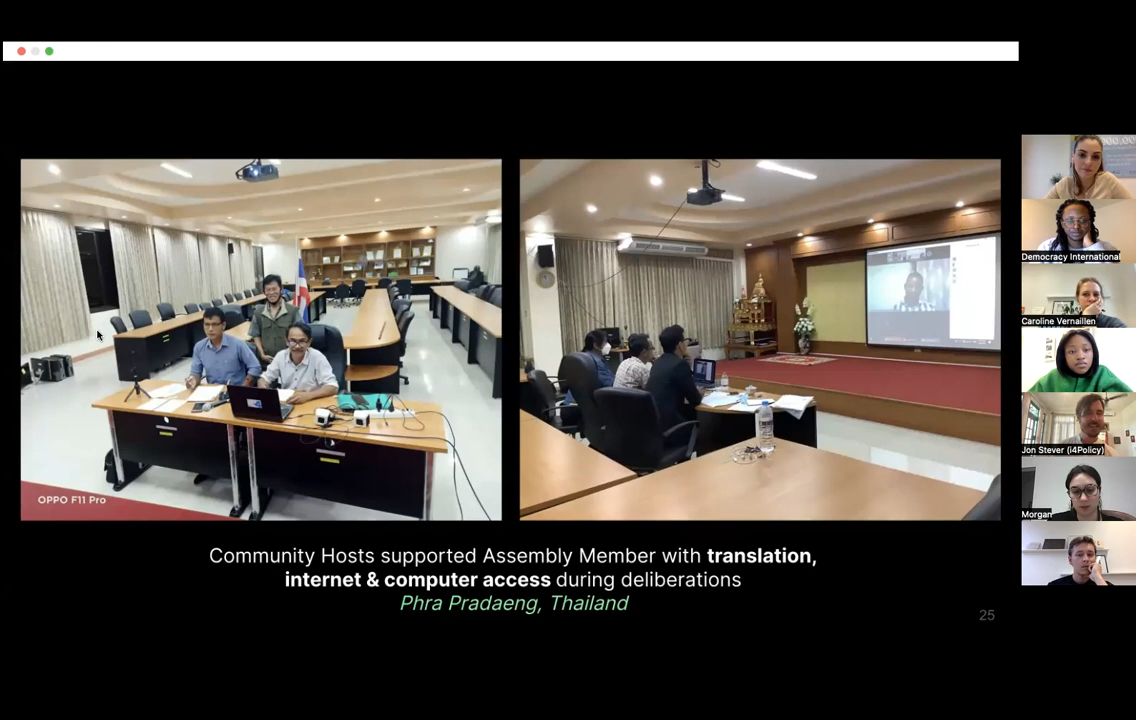 OPPO F11 Pro
Community Hosts supported Assembly Member with translation,
internet & computer access during deliberations
Phra Pradaeng, Thailand
25
Democracy International
Caroline Vernaillen
Jon Stever (i4Policy)
Morgan